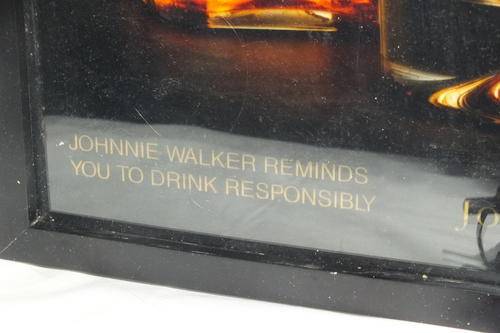 JOHNNIE WALKER REMINDS
YOU TO DRINK RESPONSIBLY